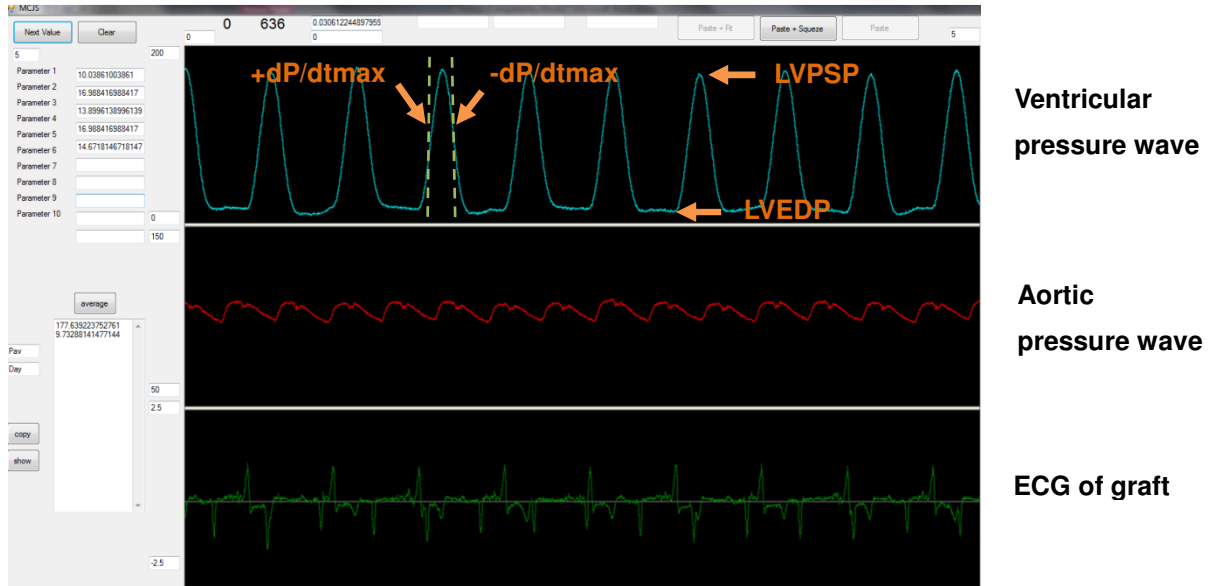 MCJS
Next Value
Clear
0
636
0.030612244897959
0
0
Paste + Fit
Paste + Squeze
Paste
5
5
200
Parameter 1
10.03861003861
Parameter 2
16.988416988417
Parameter 3
13.8996138996139
Parameter 4
16.988416988417
Parameter 5
14.6718146718147
Parameter 6
Parameter 7
Parameter 8
Parameter 9
Parameter 10
0
150
average
177.639223752761
9.73288141477144
Pav
Day
50
2.5
copy
show
-2.5
+dP/dtmax
-dP/dtmax
LVPSP
LVEDP
Ventricular
pressure wave
Aortic
pressure wave
ECG of graft